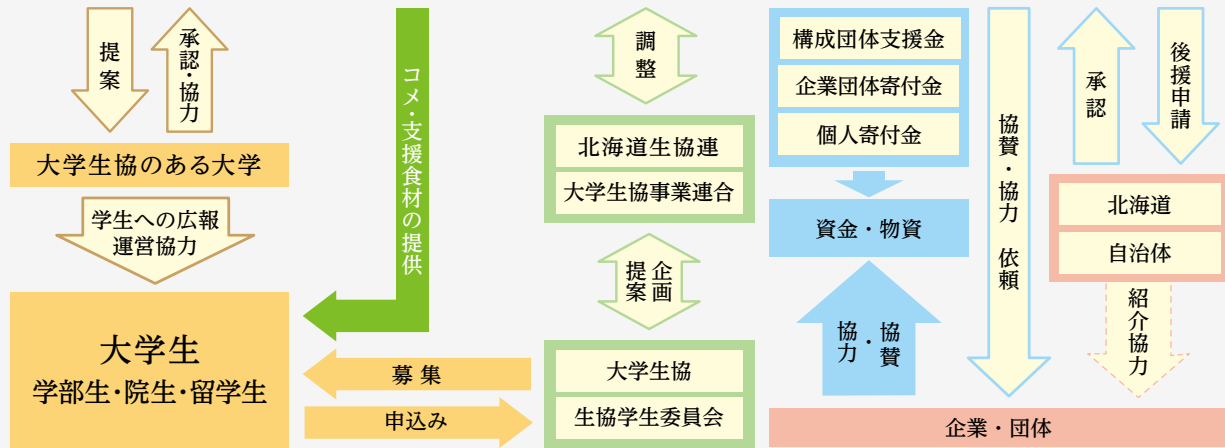 提案
承認・協力
大学生協のある大学
学生への広報
運営協力
大学生
学部生・院生・留学生
コメ・支援食材の提供
募集
申込み
調整
北海道生協連
大学生協事業連合
企画
提案
大学生協
生協学生委員会
構成団体支援金
企業団体寄付金
個人寄付金
資金・物資
協賛・
協力
協賛・協力 依頼
承認
後援申請
北海道
自治体
紹介協力
企業・団体